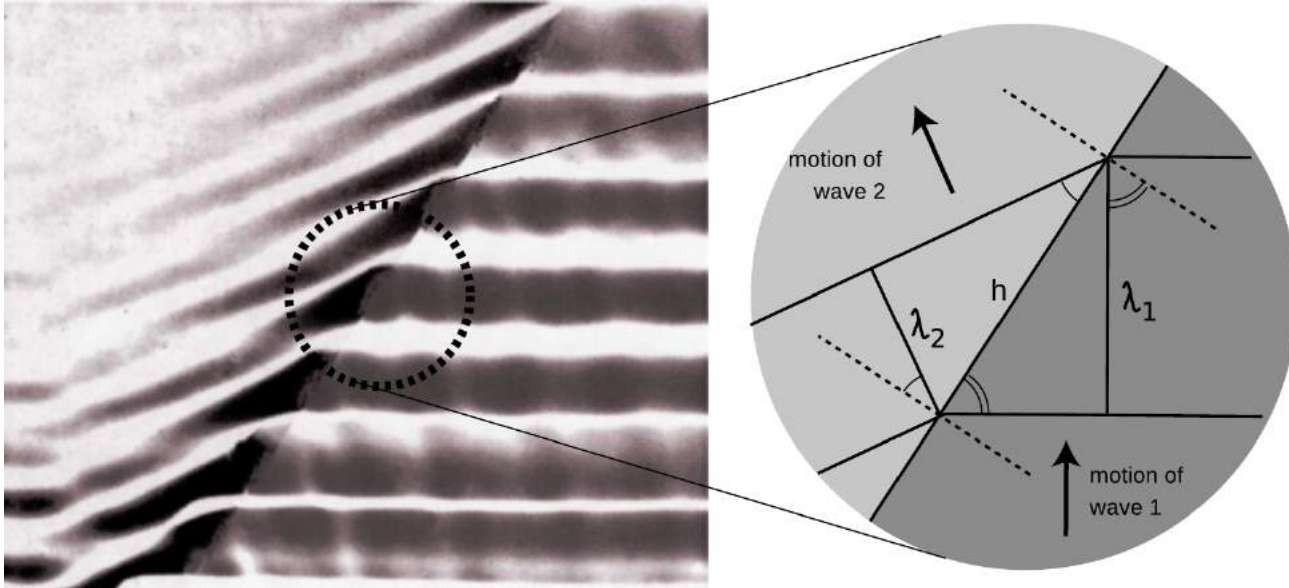 motion of
wave 2
h
λ₁
λ₂
motion of
wave 1